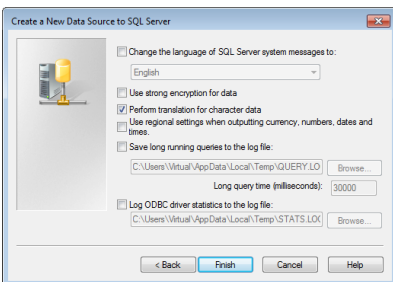 Create a New Data Source to SQL Server
Change the language of SQL Server system messages to:
English
Use strong encryption for data
Perform translation for character data
Use regional settings when outputting currency, numbers, dates and
times.
Save long running queries to the log file:
C:\Users\Virtual\AppData\Local\Temp\QUERY.LO
Browse...
Long query time (milliseconds):
30000
Log ODBC driver statistics to the log file:
C:\Users\Virtual\AppData\Local\Temp\STATS.LOG
Browse...
< Back
Finish
Cancel
Help